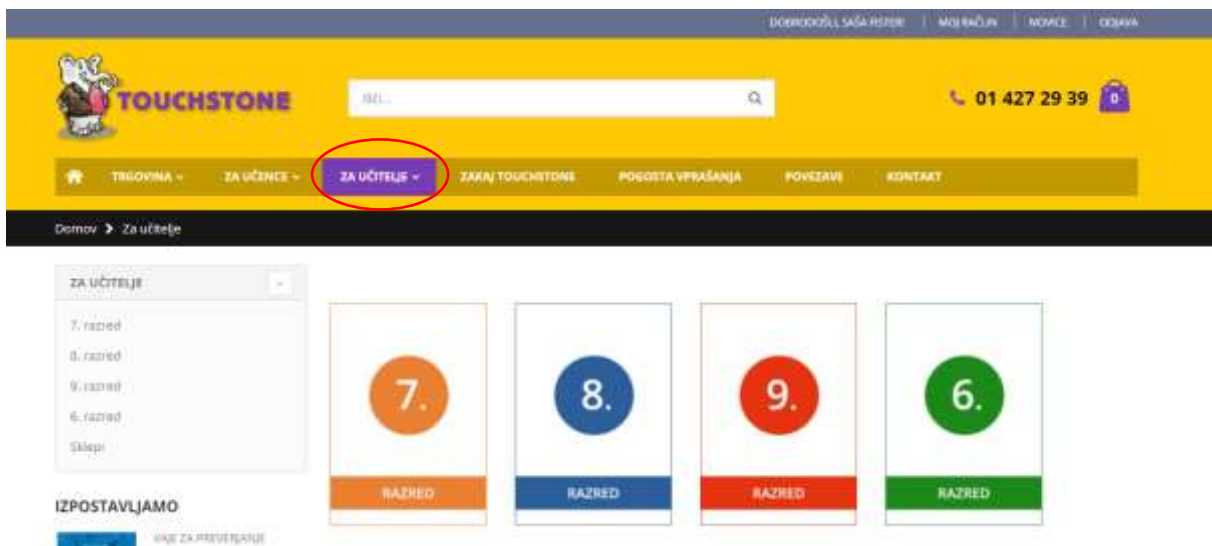 DOBRODOŠLI, SAŠA | MOJ RAČUN | NOVICE | ODJAVA
TOUCHSTONE
IŠČI...
01 427 29 39
0
TRGOVINA
ZA UČENCE
ZA UČITELJE
ZAKAJ TOUCHSTONE
POGOSTA VPRAŠANJA
POVEZAVE
KONTAKT
Domov > Za učitelje
ZA UČITELJE
7. razred
8. razred
9. razred
6. razred
Sklepi
7.
RAZRED
8.
RAZRED
9.
RAZRED
6.
RAZRED
IZPOSTAVLJAMO
VAJE ZA PREVERJANJE